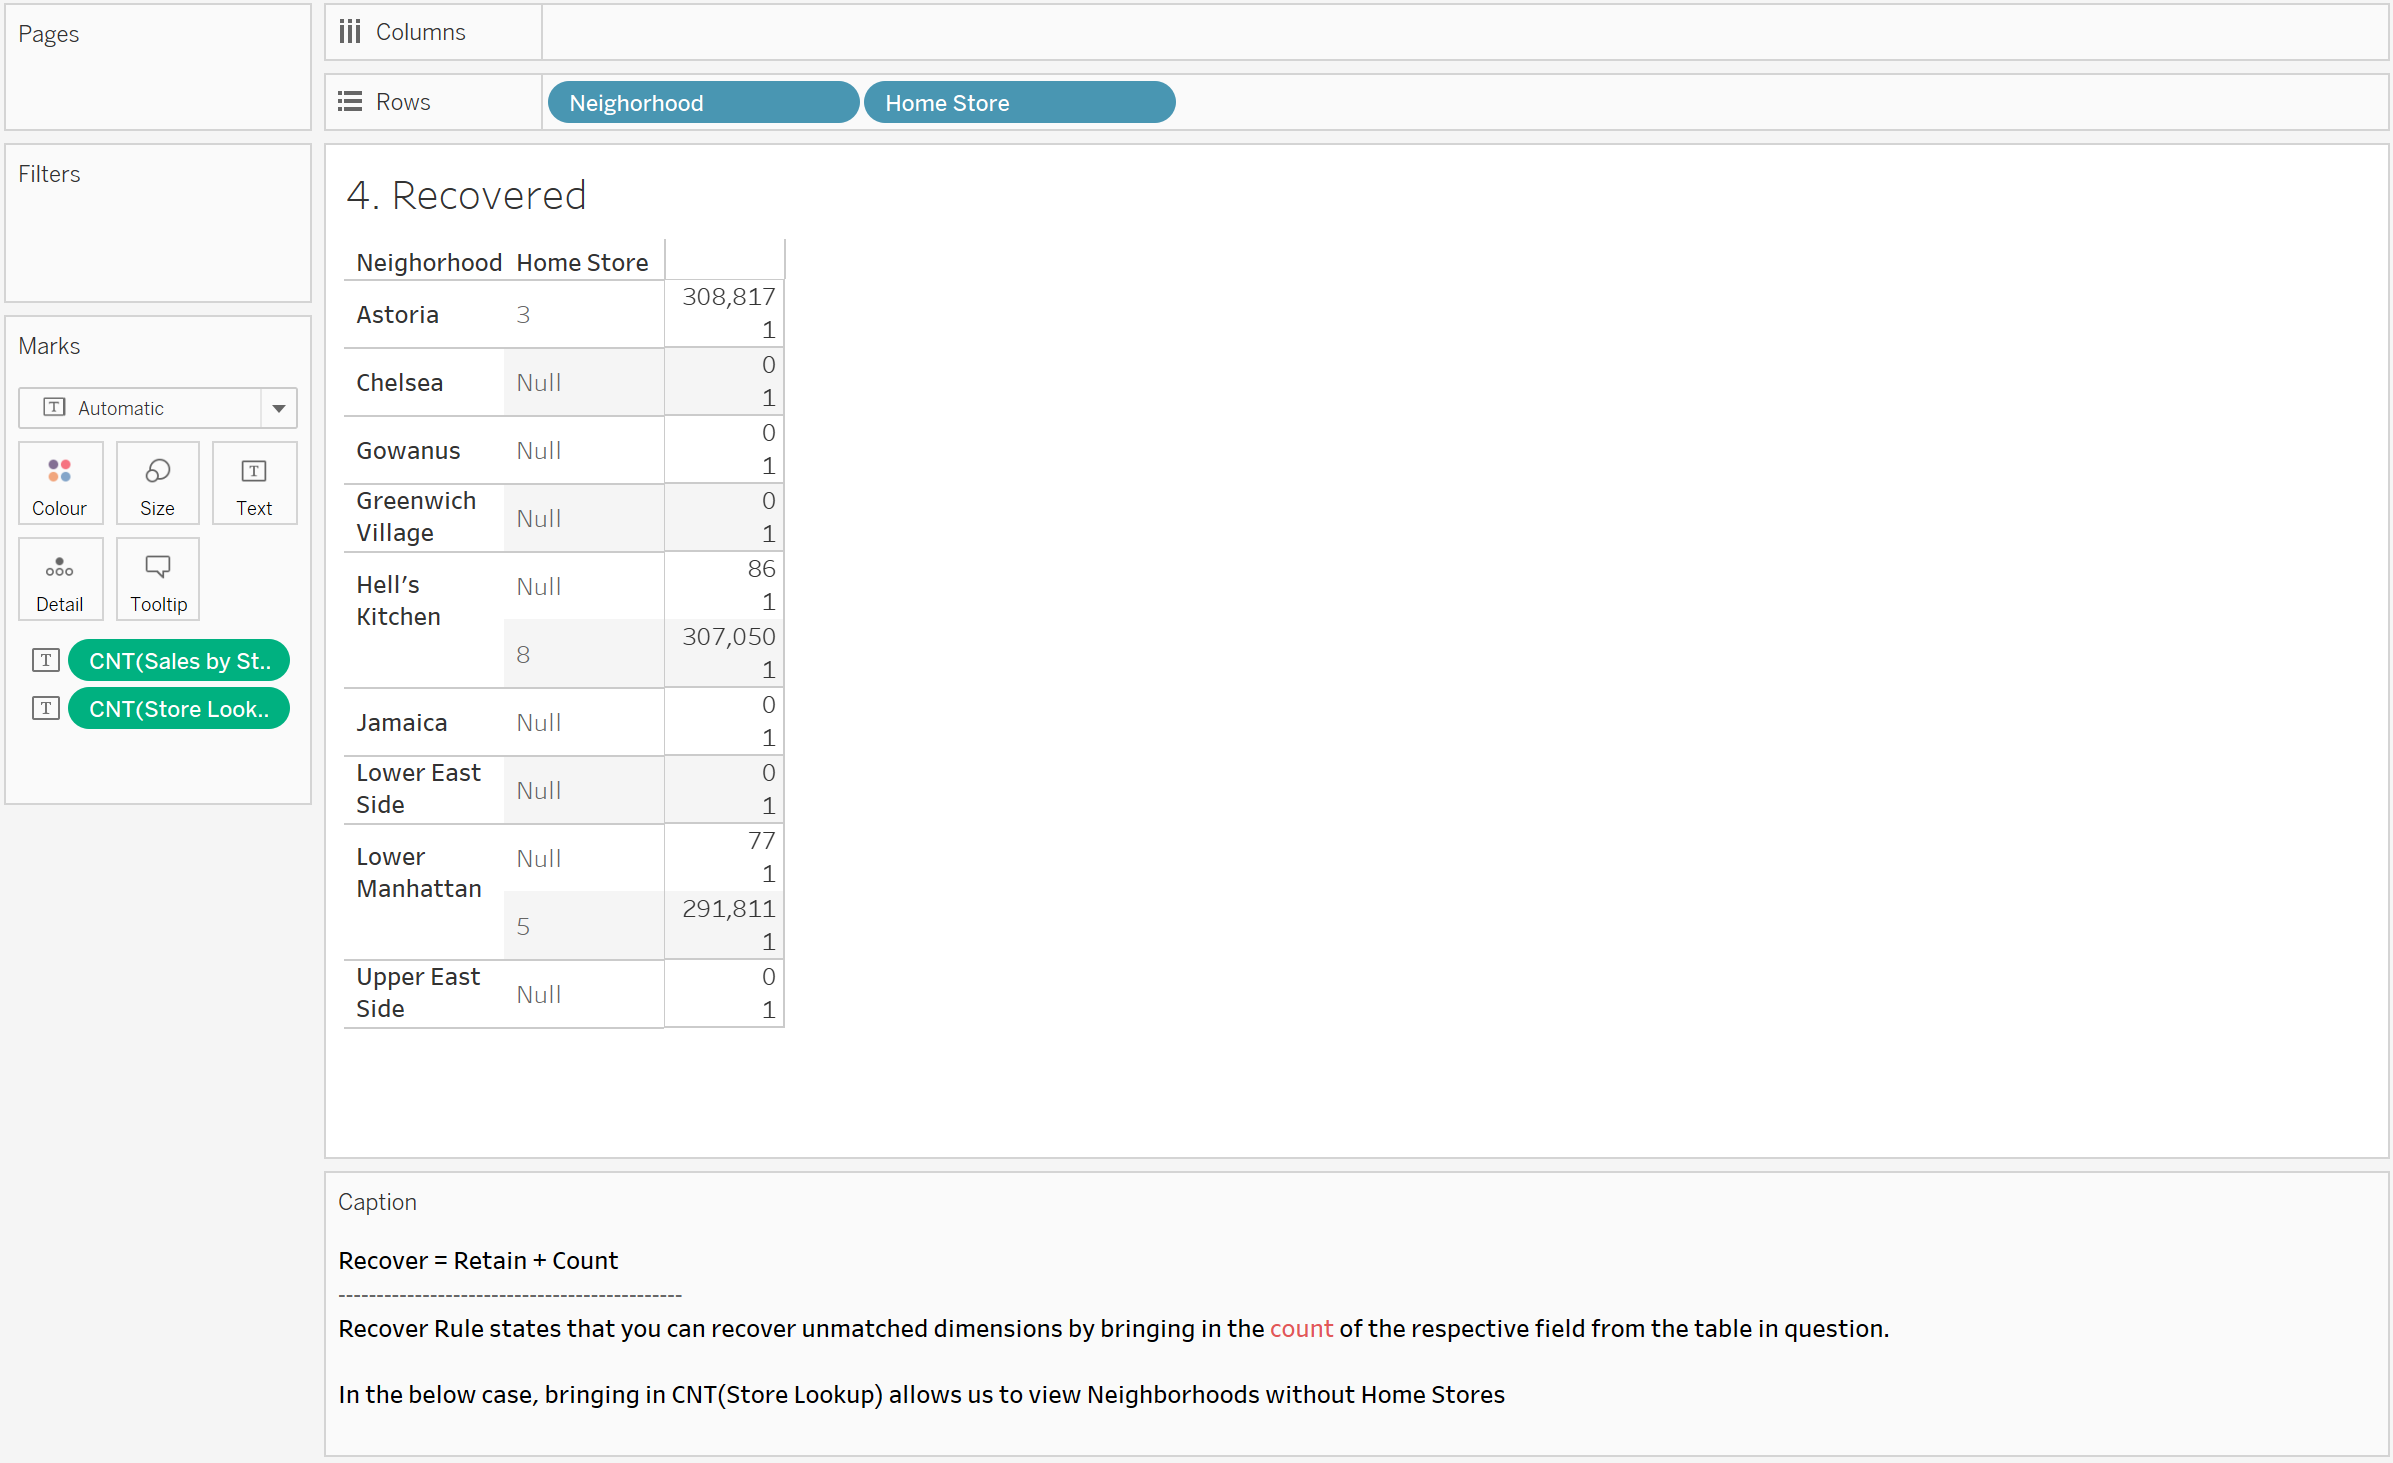 Pages
Columns
Rows
Neighorhood
Home Store
Filters
Marks
Automatic
Colour
Size
Text
Detail
Tooltip
CNT(Sales by St..
CNT(Store Look..
4. Recovered
Neighorhood Home Store
Astoria 3 308,817
1
Chelsea Null 0
1
Gowanus Null 0
1
Greenwich Village Null 0
1
Hell's Kitchen Null 86
1
8 307,050
1
Jamaica Null 0
1
Lower East Side Null 0
1
Lower Manhattan Null 77
1
5 291,811
1
Upper East Side Null 0
1
Caption
Recover = Retain + Count
---------------------------------------------
Recover Rule states that you can recover unmatched dimensions by bringing in the count of the respective field from the table in question.
In the below case, bringing in CNT(Store Lookup) allows us to view Neighborhoods without Home Stores